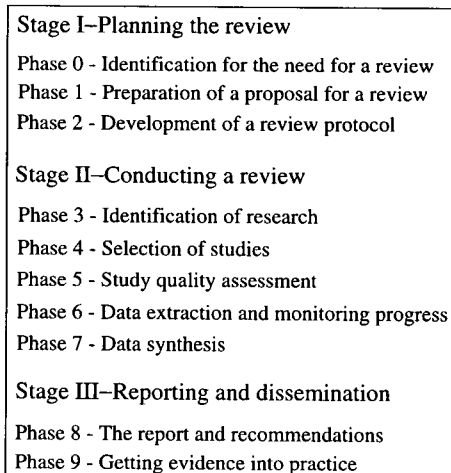 Stage I–Planning the review
Phase 0 - Identification for the need for a review
Phase 1 - Preparation of a proposal for a review
Phase 2 - Development of a review protocol
Stage II–Conducting a review
Phase 3 - Identification of research
Phase 4 - Selection of studies
Phase 5 - Study quality assessment
Phase 6 - Data extraction and monitoring progress
Phase 7 - Data synthesis
Stage III–Reporting and dissemination
Phase 8 - The report and recommendations
Phase 9 - Getting evidence into practice